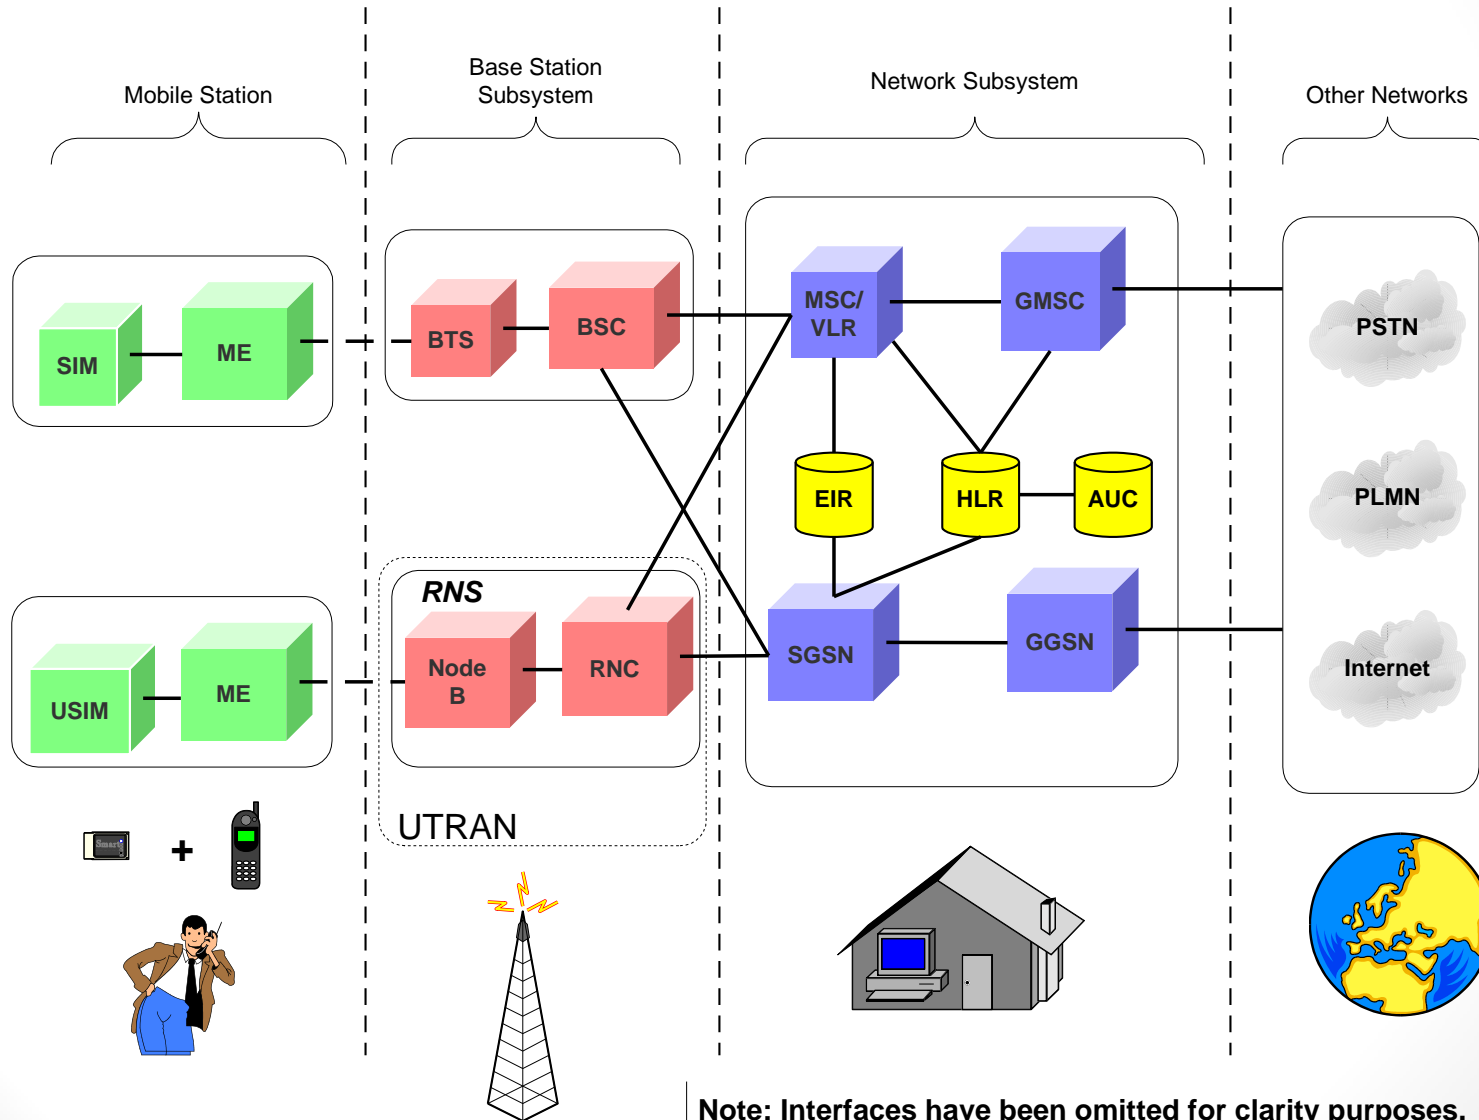 Mobile Station
Base Station
Subsystem
Network Subsystem
Other Networks
SIM
ME
BTS
BSC
MSC/
VLR
GMSC
PSTN
EIR
HLR
AUC
PLMN
RNS
USIM
ME
Node
B
RNC
SGSN
GGSN
Internet
UTRAN
Smart
+
Note: Interfaces have been omitted for clarity purposes.